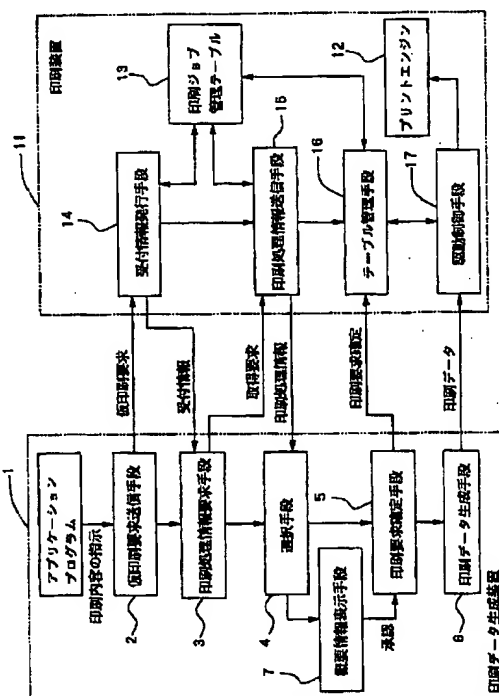 1
アプリケーション
プログラム
印刷内容の指示
2
仮印刷要求送信手段
3
印刷処理情報要求手段
4
選択手段
7
概要情報表示手段
承認
5
印刷要求確定手段
6
印刷データ生成手段
印刷データ生成装置
仮印刷要求
受付情報
取得要求
印刷処理情報
印刷要求確定
印刷データ
11
印刷装置
14
受付情報発行手段
13
印刷ジョブ
管理テーブル
15
印刷処理情報送信手段
16
テーブル管理手段
12
プリントエンジン
17
駆動制御手段